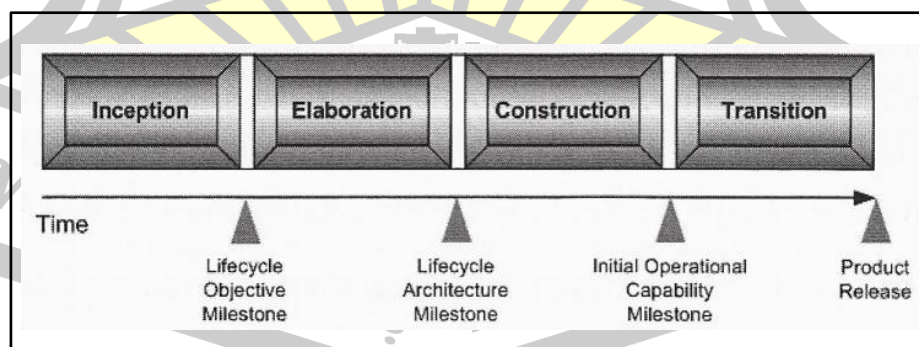 Inception
Elaboration
Construction
Transition
Time
Lifecycle
Objective
Milestone
Lifecycle
Architecture
Milestone
Initial Operational
Capability
Milestone
Product
Release